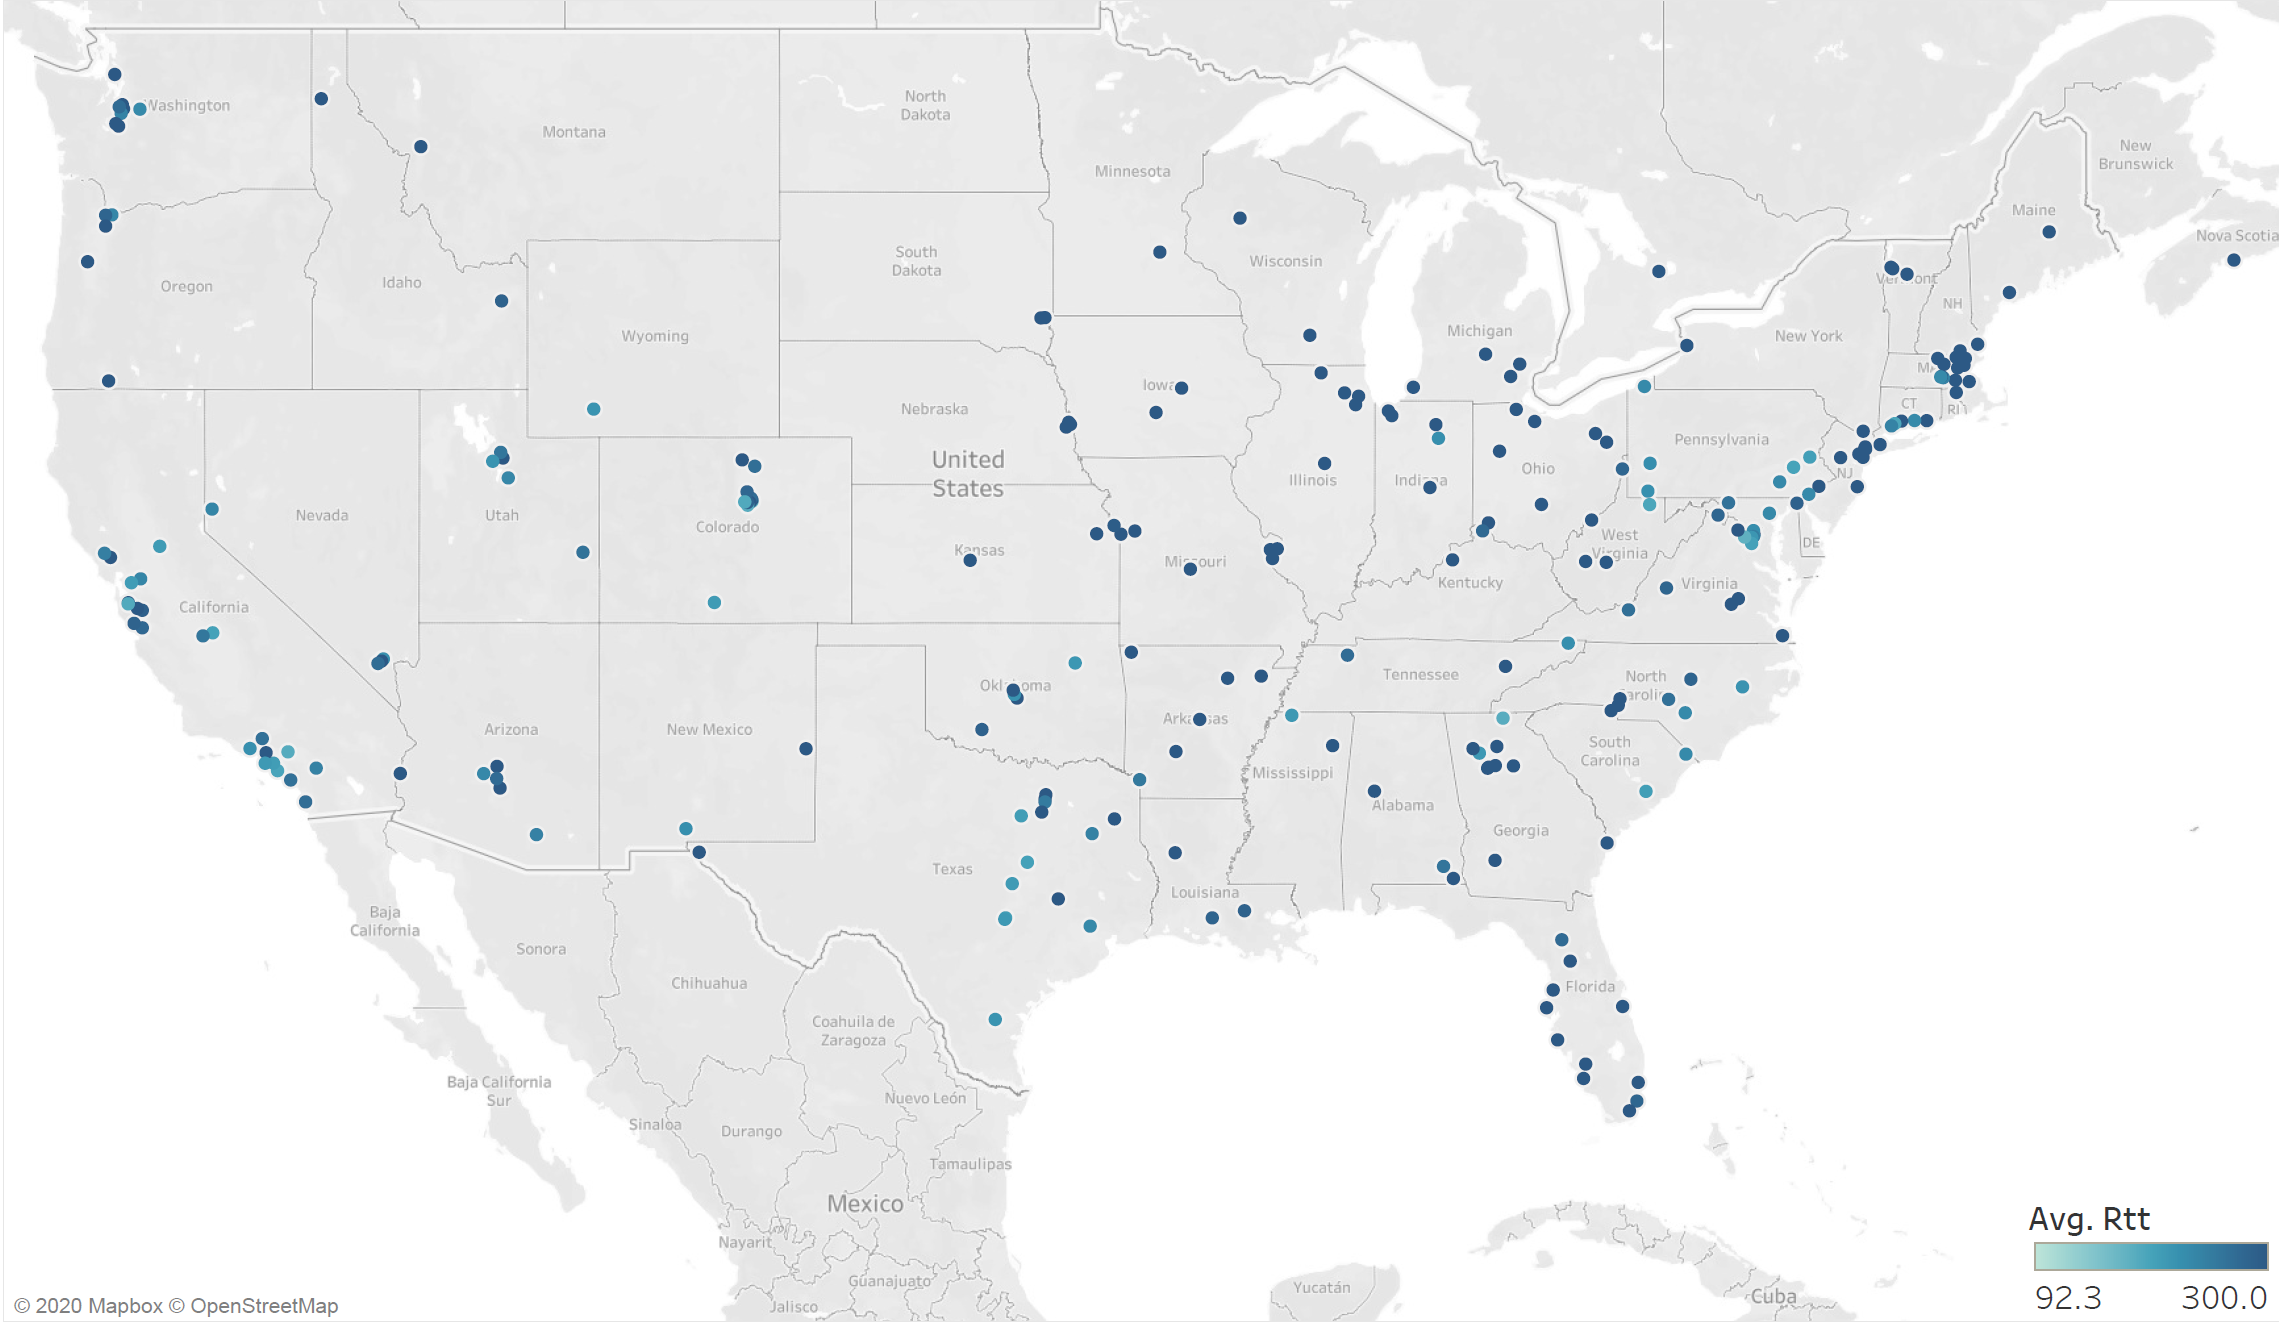 Washington
Montana
North
Dakota
Minnesota
New
Brunswick
Maine
Nova Scotia
South
Dakota
Wisconsin
Vermont
Oregon
Idaho
NH
Wyoming
Michigan
New York
MA
Iowa
Nebraska
CT
RI
United
States
Pennsylvania
Illinois
Indiana
Ohio
NJ
Nevada
Utah
Colorado
Kansas
Missouri
West
Virginia
DE
Kentucky
Virginia
California
Oklahoma
Tennessee
North
Carolina
Arizona
New Mexico
Arkansas
South
Carolina
Mississippi
Alabama
Georgia
Texas
Louisiana
Baja
California
Sonora
Chihuahua
Florida
Coahuila de
Zaragoza
Baja California
Sur
Nuevo León
Sinaloa
Durango
Tamaulipas
Mexico
Nayarit
Guanajuato
Jalisco
Yucatán
Cuba
Avg. Rtt
92.3 300.0
© 2020 Mapbox © OpenStreetMap